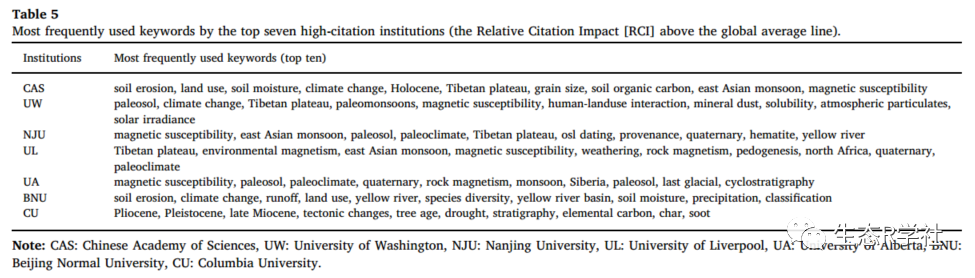 Table 5
Most frequently used keywords by the top seven high-citation institutions (the Relative Citation Impact [RCI] above the global average line).
Institutions Most frequently used keywords (top ten)
CAS soil erosion, land use, soil moisture, climate change, Holocene, Tibetan plateau, grain size, soil organic carbon, east Asian monsoon, magnetic susceptibility
UW paleosol, climate change, Tibetan plateau, paleomonsoons, magnetic susceptibility, human-landuse interaction, mineral dust, solubility, atmospheric particulates,
solar irradiance
NJU magnetic susceptibility, east Asian monsoon, paleosol, paleoclimate, Tibetan plateau, osl dating, provenance, quaternary, hematite, yellow river
UL Tibetan plateau, environmental magnetism, east Asian monsoon, magnetic susceptibility, weathering, rock magnetism, pedogenesis, north Africa, quaternary,
paleoclimate
UA magnetic susceptibility, paleosol, paleoclimate, quaternary, rock magnetism, monsoon, Siberia, paleosol, last glacial, cyclostratigraphy
BNU soil erosion, climate change, runoff, land use, yellow river, species diversity, yellow river basin, soil moisture, precipitation, classification
CU Pliocene, Pleistocene, late Miocene, tectonic changes, tree age, drought, stratigraphy, elemental carbon, char, soot
Note: CAS: Chinese Academy of Sciences, UW: University of Washington, NJU: Nanjing University, UL: University of Liverpool, UA: University of Alberta, BNU:
Beijing Normal University, CU: Columbia University.
生态R学社